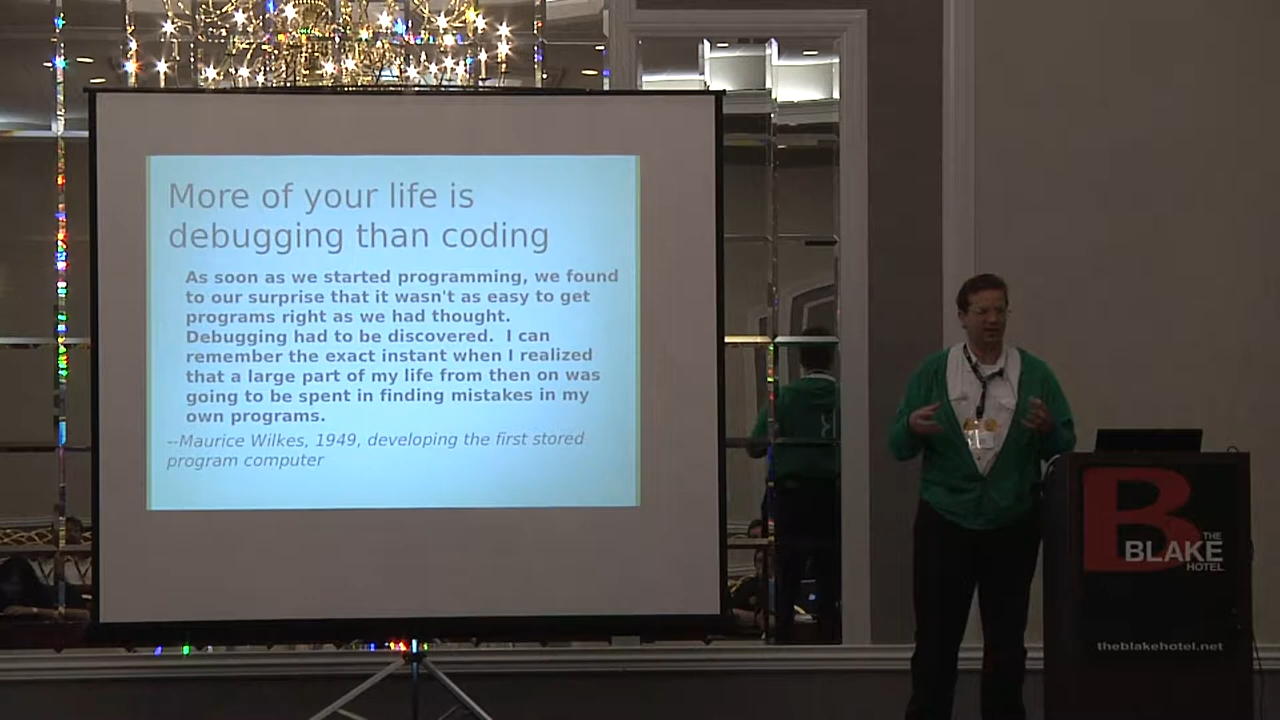 More of your life is
debugging than coding
As soon as we started programming, we found
to our surprise that it wasn't as easy to get
programs right as we had thought.
Debugging had to be discovered.  I can
remember the exact instant when I realized
that a large part of my life from then on was
going to be spent in finding mistakes in my
own programs.
--Maurice Wilkes, 1949, developing the first stored
program computer
B
THE
BLAKE
HOTEL
theblakehotel.net